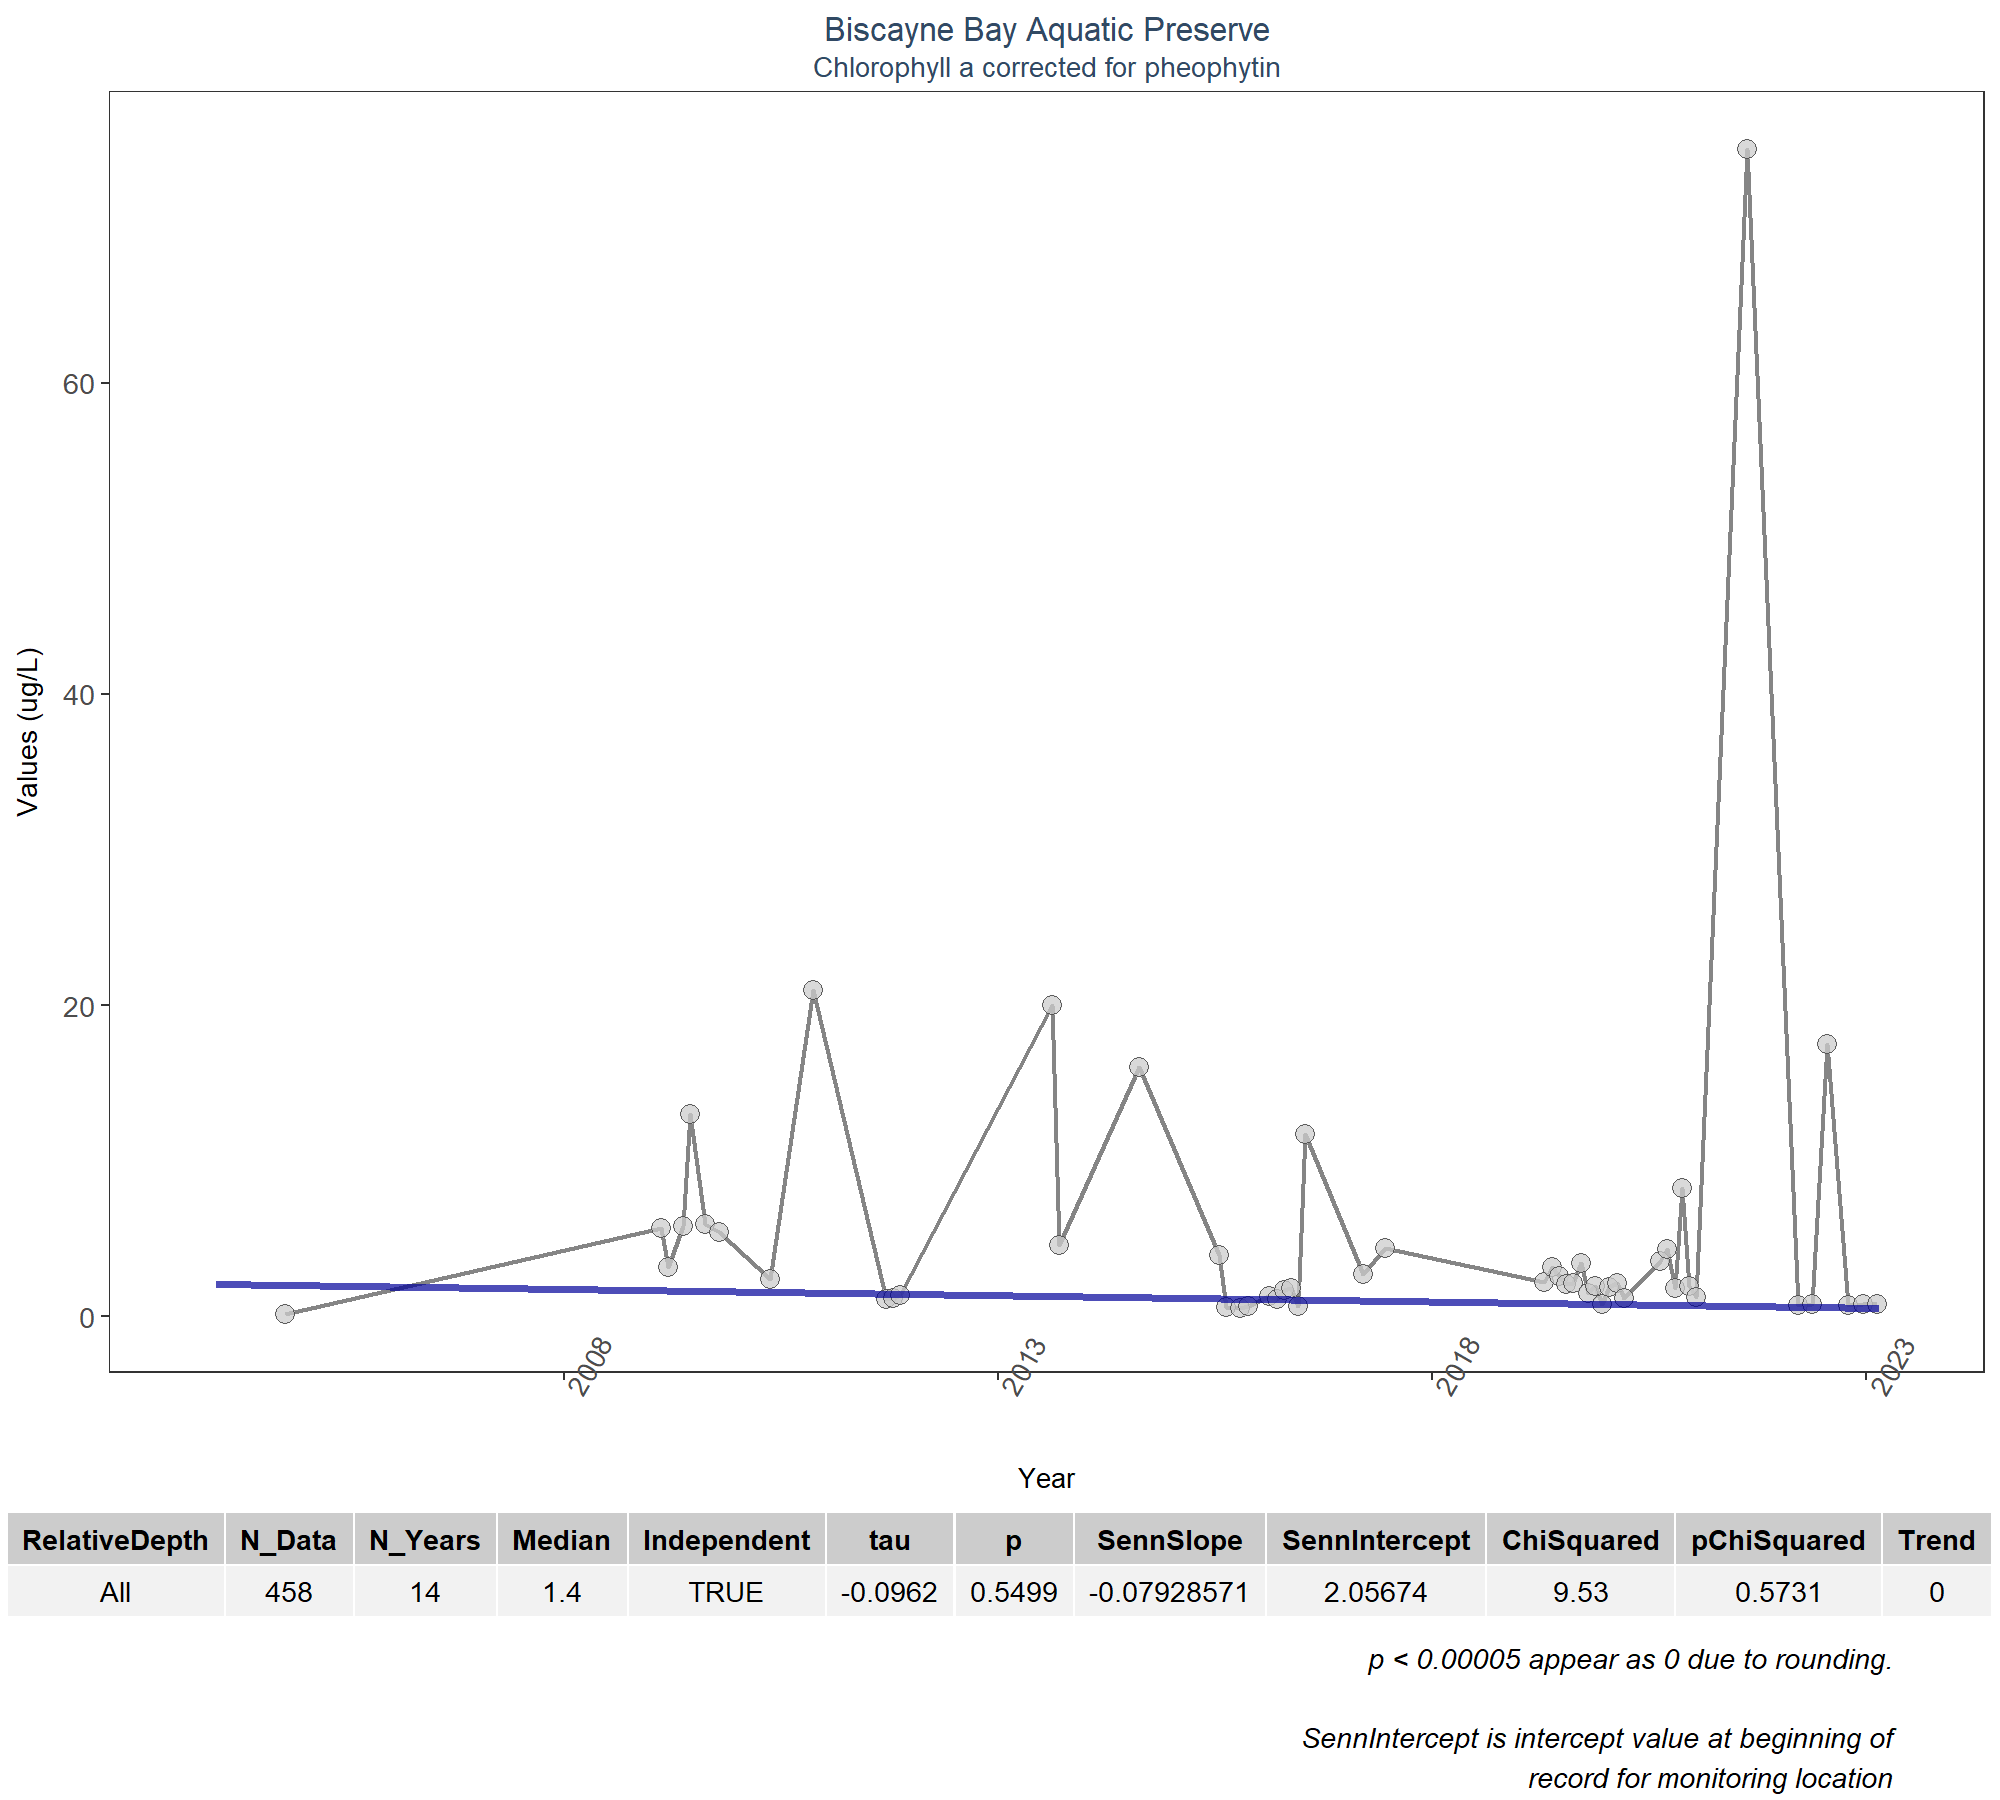 Biscayne Bay Aquatic Preserve
Chlorophyll a corrected for pheophytin
Values (ug/L)
60
40
20
0
2008 2013 2018 2023
Year
RelativeDepth N_Data N_Years Median Independent tau p SennSlope SennIntercept ChiSquared pChiSquared Trend
All 458 14 1.4 TRUE -0.0962 0.5499 -0.07928571 2.05674 9.53 0.5731 0
p < 0.00005 appear as 0 due to rounding.
SennIntercept is intercept value at beginning of
record for monitoring location